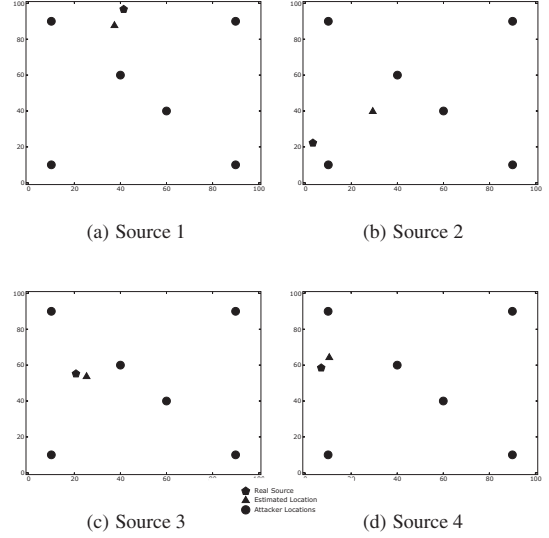 100
80
60
40
20
0
0 20 40 60 80 100
(a) Source 1
100
80
60
40
20
0
0 20 40 60 80 100
(b) Source 2
100
80
60
40
20
0
0 20 40 60 80 100
(c) Source 3
100
80
60
40
20
0
0 20 40 60 80 100
(d) Source 4
Real Source
Estimated Location
Attacker Locations